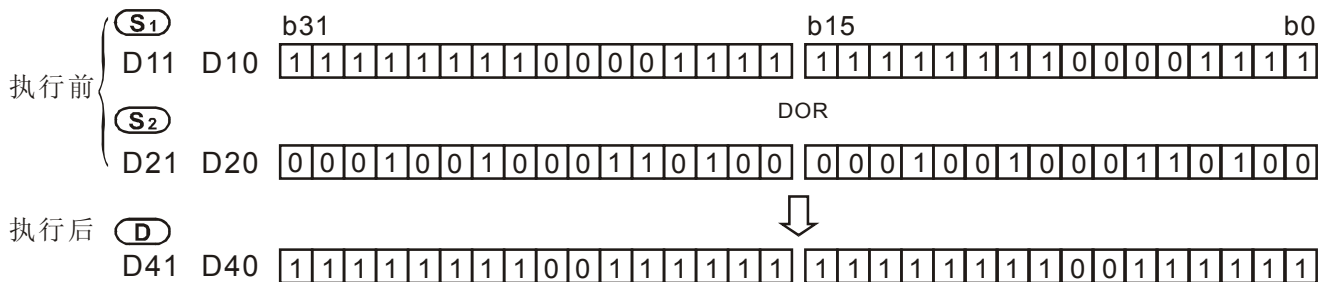 S1 b31 b15 b0
D11 D10 1 1 1 1 1 1 1 1 0 0 0 0 1 1 1 1 1 1 1 1 1 1 1 1 0 0 0 0 1 1 1 1
执行前
S2 DOR
D21 D20 0 0 0 1 0 0 1 0 0 0 1 1 0 1 0 0 0 0 0 1 0 0 1 0 0 0 1 1 0 1 0 0
执行后 D
D41 D40 1 1 1 1 1 1 1 1 0 0 1 1 1 1 1 1 1 1 1 1 1 1 1 1 0 0 1 1 1 1 1 1